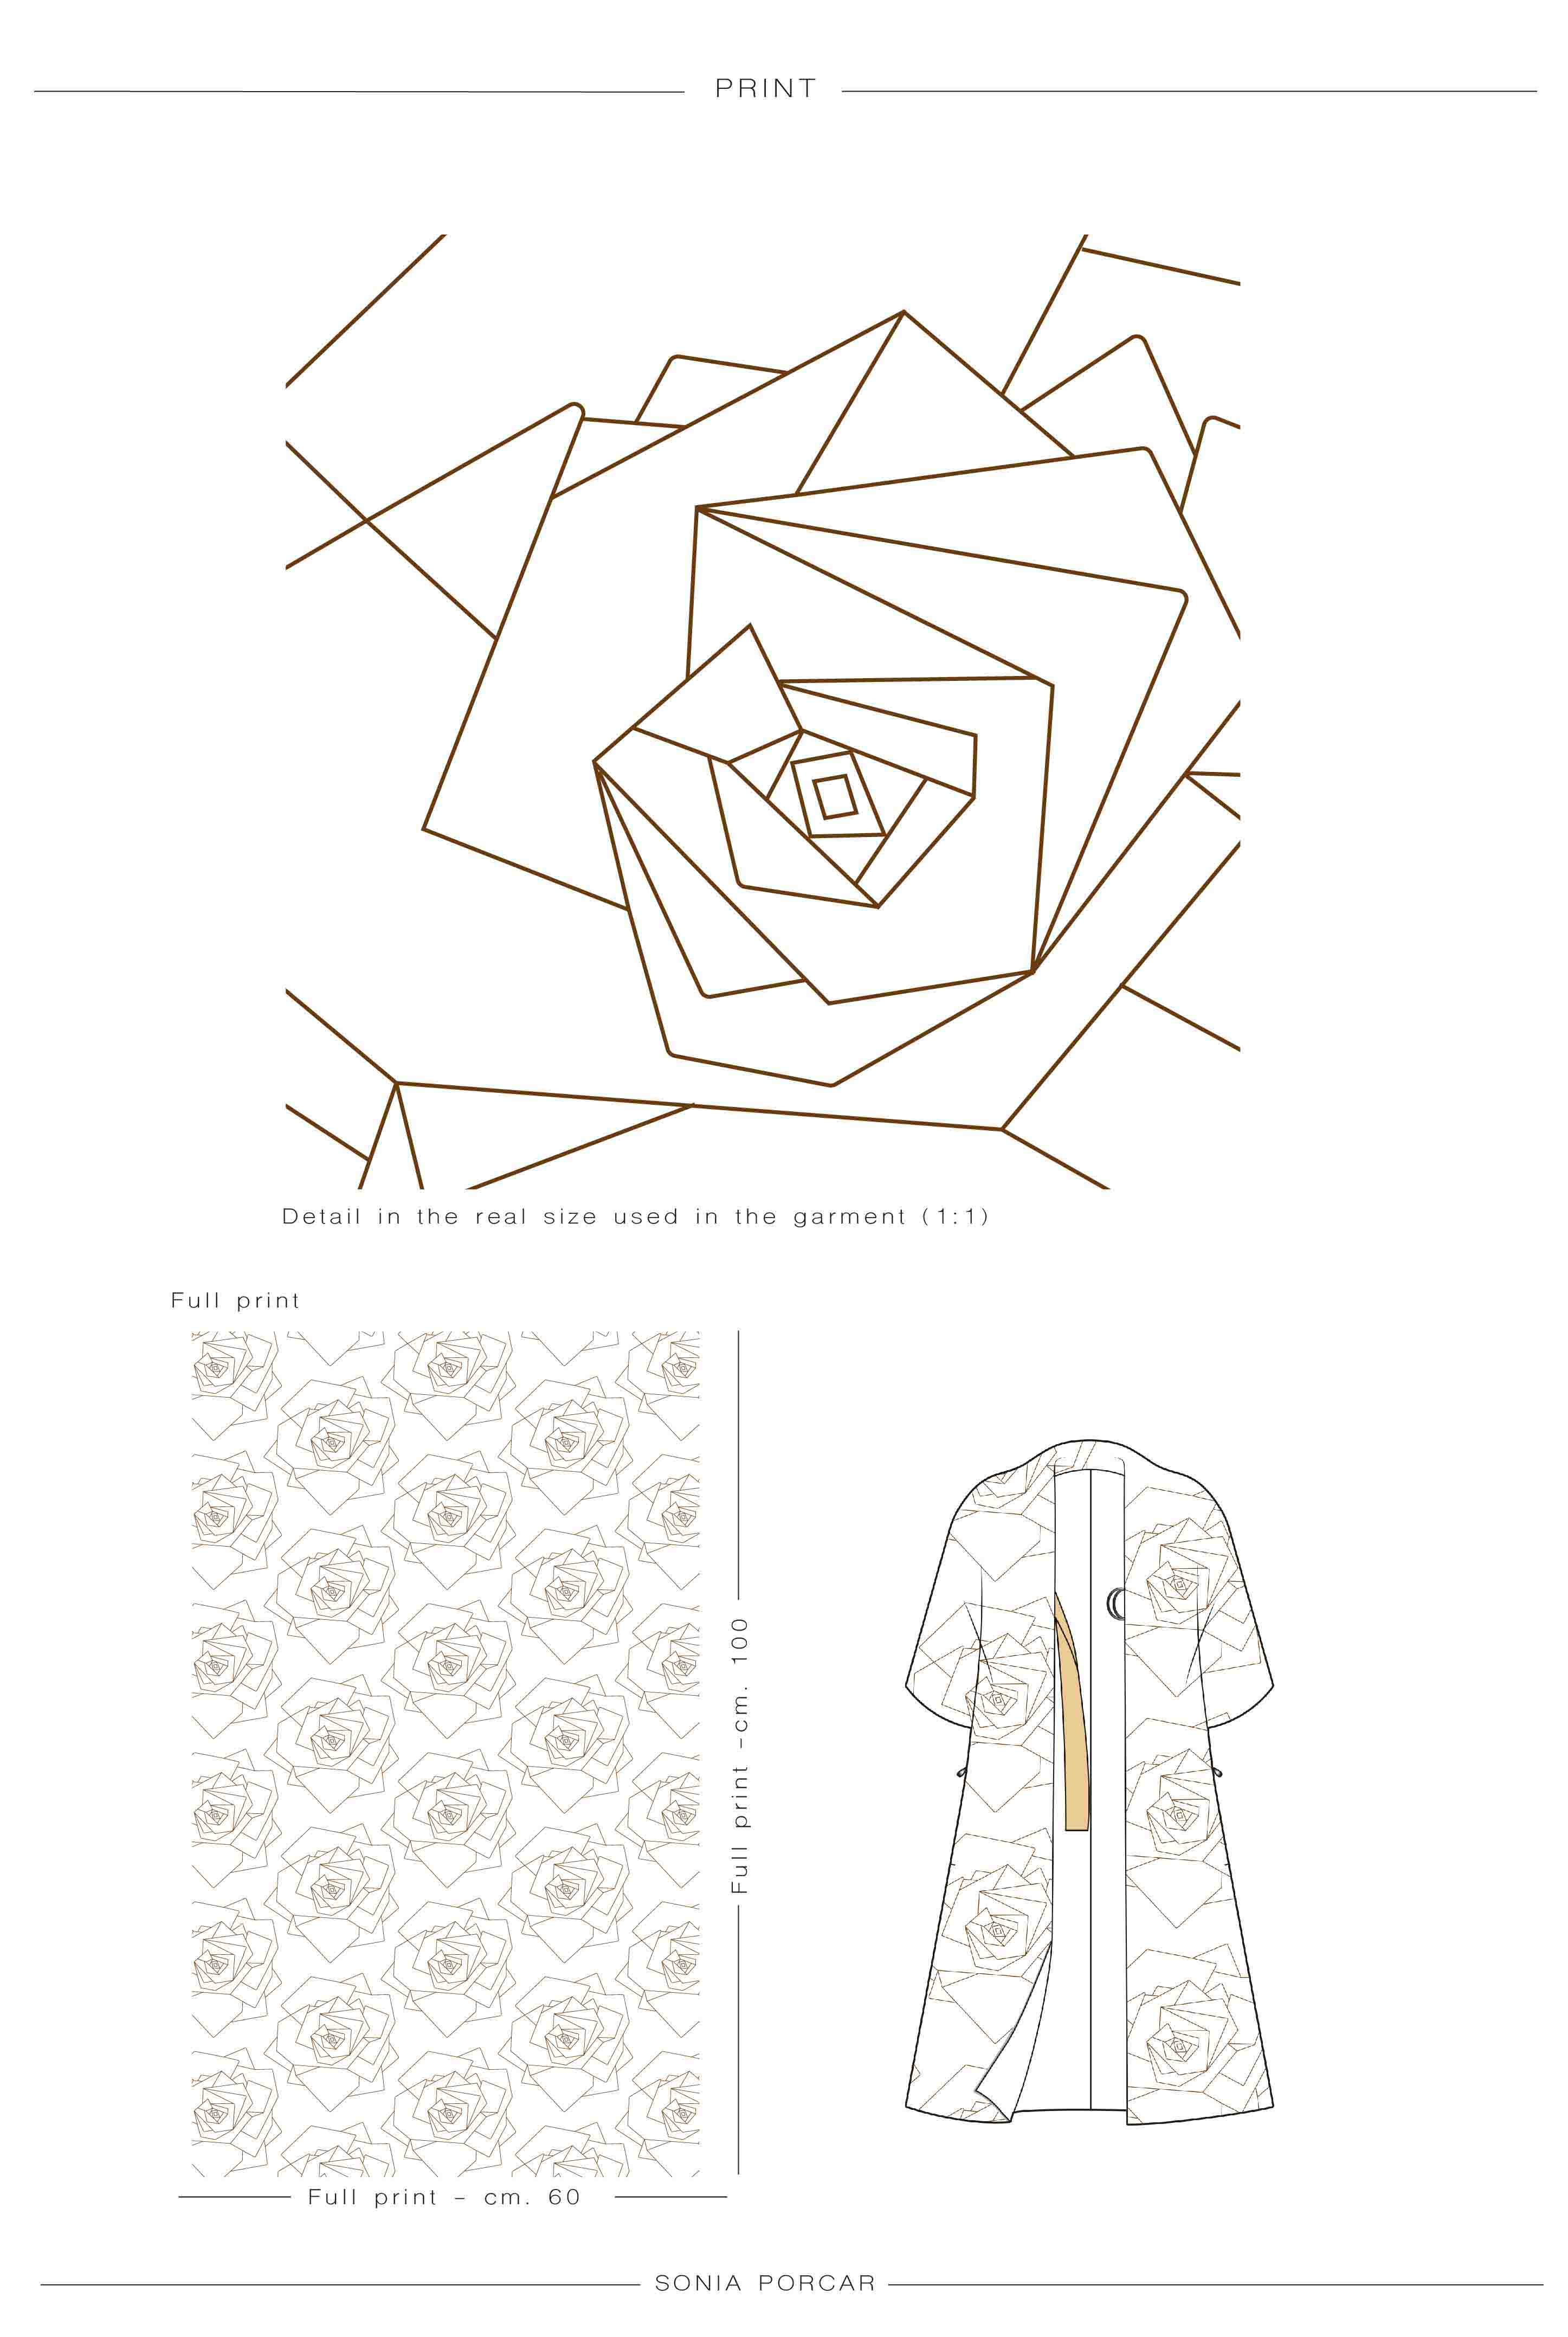 PRINT
Detail in the real size used in the garment (1:1)
Full print
Full print -cm. 100
Full print - cm. 60
SONIA PORCAR